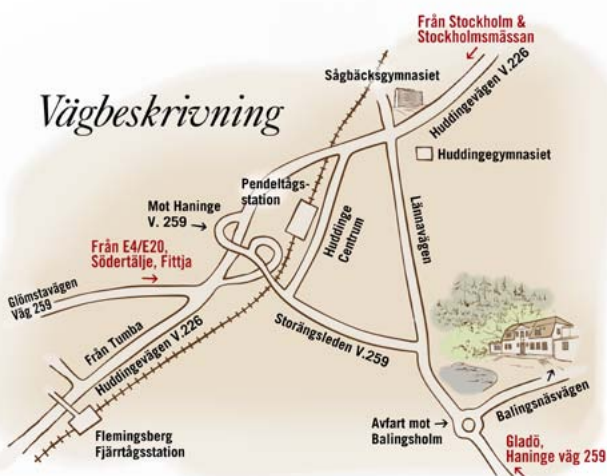 Från Stockholm &
Stockholmsmässan
Sågbäcksgymnasiet
Huddingevägen V.226
Vägbeskrivning
Huddingegymnasiet
Pendeltågs-
station
Mot Haninge
V. 259 →
Huddinge
Centrum
Lännavägen
Från E4/E20,
Södertälje, Fittja
Glömstavägen
Väg 259
Från Tumba
Huddingevägen V.226
Storängsleden V.259
Balingsnäsvägen
Avfart mot →
Balingsholm
Flemingsberg
Fjärrtågsstation
Gladö,
Haninge väg 259